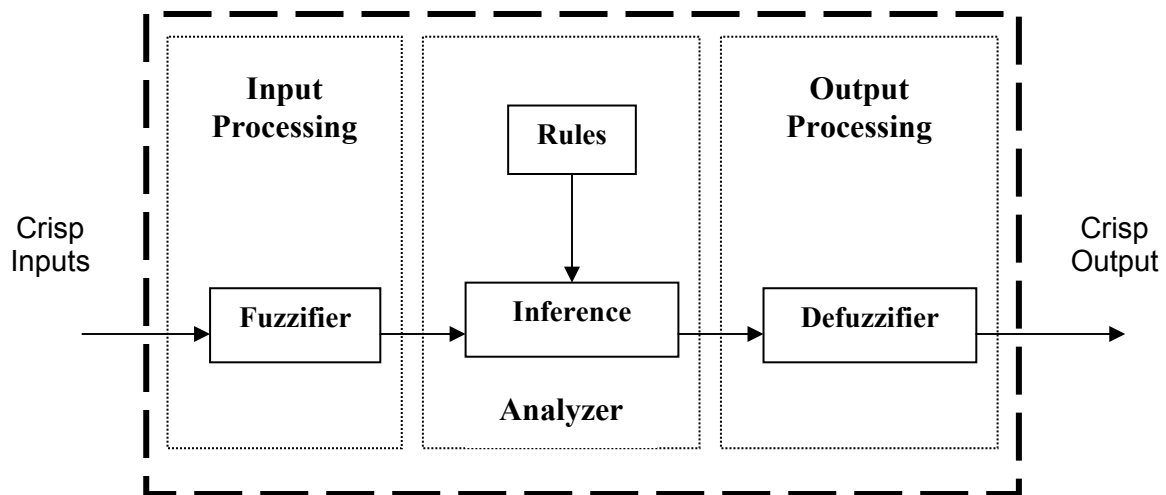 Input
Processing
Rules
Output
Processing
Crisp
Inputs
Crisp
Output
Fuzzifier
Inference
Defuzzifier
Analyzer